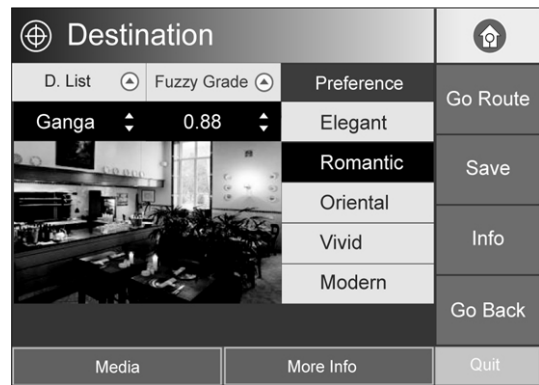 Destination
D. List Fuzzy Grade Preference
Ganga 0.88 Elegant
Romantic
Oriental
Vivid
Modern
Go Route
Save
Info
Go Back
Media More Info Quit